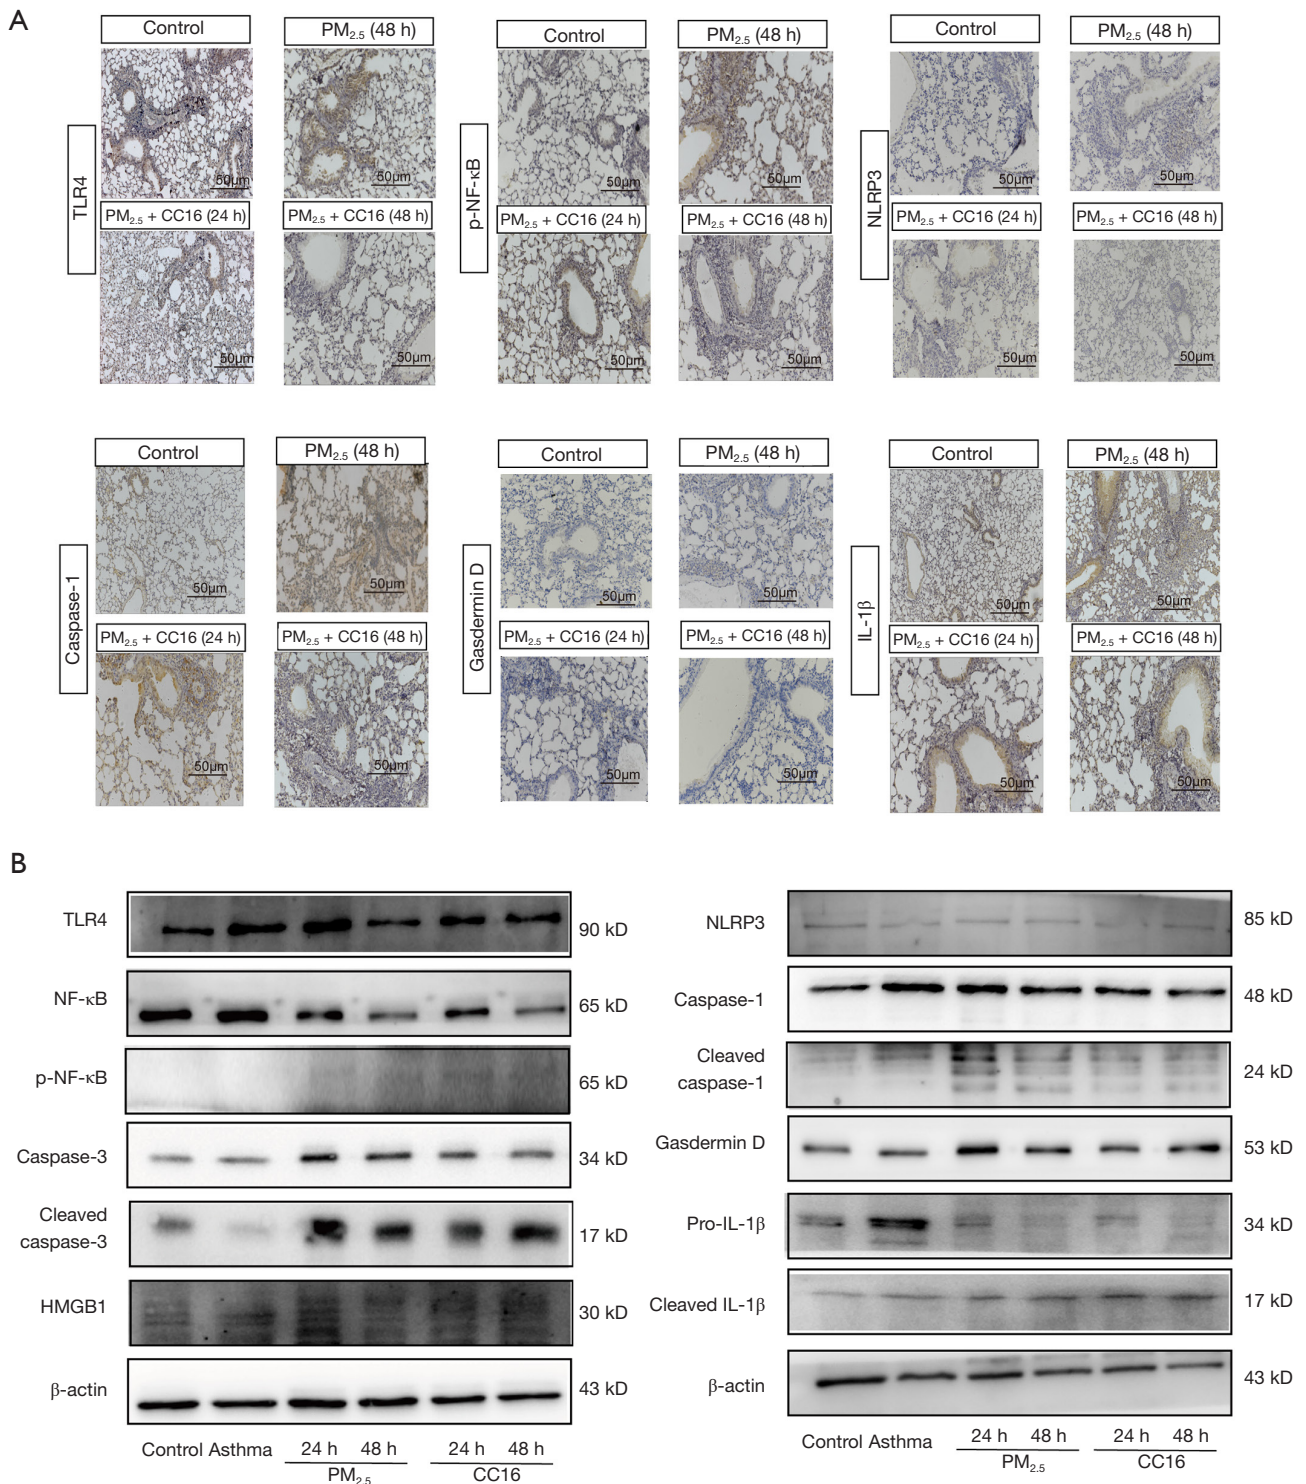 A
Control
PM2.5 (48 h)
Control
PM2.5 (48 h)
Control
PM2.5 (48 h)
TLR4
50µm
50µm
p-NF-κB
50µm
50µm
NLRP3
50µm
50µm
PM2.5 + CC16 (24 h)
PM2.5 + CC16 (48 h)
PM2.5 + CC16 (24 h)
PM2.5 + CC16 (48 h)
PM2.5 + CC16 (24 h)
PM2.5 + CC16 (48 h)
50µm
50µm
50µm
50µm
50µm
50µm
Control
PM2.5 (48 h)
Control
PM2.5 (48 h)
Control
PM2.5 (48 h)
Caspase-1
50µm
50µm
Gasdermin D
50µm
50µm
IL-1β
50µm
50µm
PM2.5 + CC16 (24 h)
PM2.5 + CC16 (48 h)
PM2.5 + CC16 (24 h)
PM2.5 + CC16 (48 h)
PM2.5 + CC16 (24 h)
PM2.5 + CC16 (48 h)
50µm
50µm
50µm
50µm
50µm
50µm
B
TLR4
90 kD
NF-κB
65 kD
p-NF-κB
65 kD
Caspase-3
34 kD
Cleaved
caspase-3
17 kD
HMGB1
30 kD
β-actin
43 kD
Control Asthma
24 h
48 h
24 h
48 h
PM2.5
CC16
NLRP3
85 kD
Caspase-1
48 kD
Cleaved
caspase-1
24 kD
Gasdermin D
53 kD
Pro-IL-1β
34 kD
Cleaved IL-1β
17 kD
β-actin
43 kD
Control Asthma
24 h
48 h
24 h
48 h
PM2.5
CC16